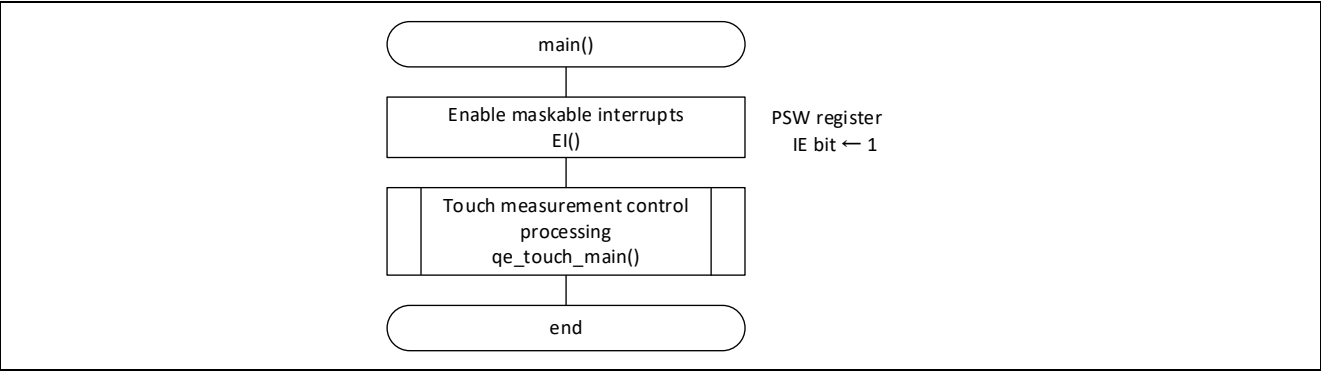 main()
Enable maskable interrupts
EI()
PSW register
IE bit ← 1
Touch measurement control
processing
qe_touch_main()
end